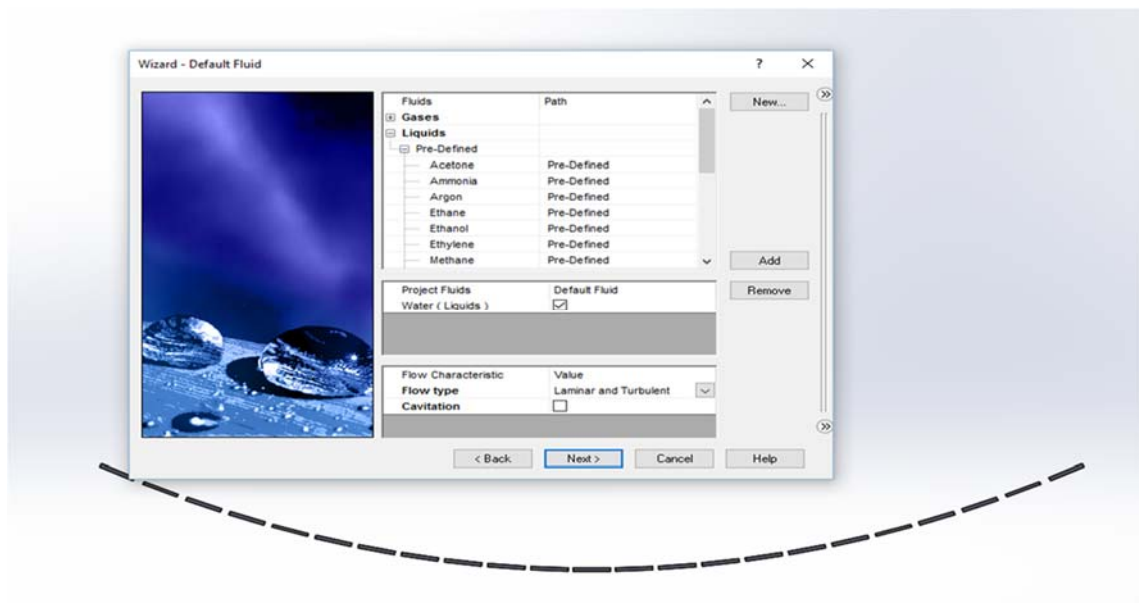 Wizard - Default Fluid ? ×
Fluids Path
Gases
Liquids
Pre-Defined
Acetone Pre-Defined
Ammonia Pre-Defined
Argon Pre-Defined
Ethane Pre-Defined
Ethanol Pre-Defined
Ethylene Pre-Defined
Methane Pre-Defined
New...
Add
Remove
Project Fluids Default Fluid
Water ( Liquids )
Flow Characteristic Value
Flow type Laminar and Turbulent
Cavitation
< Back Next > Cancel Help